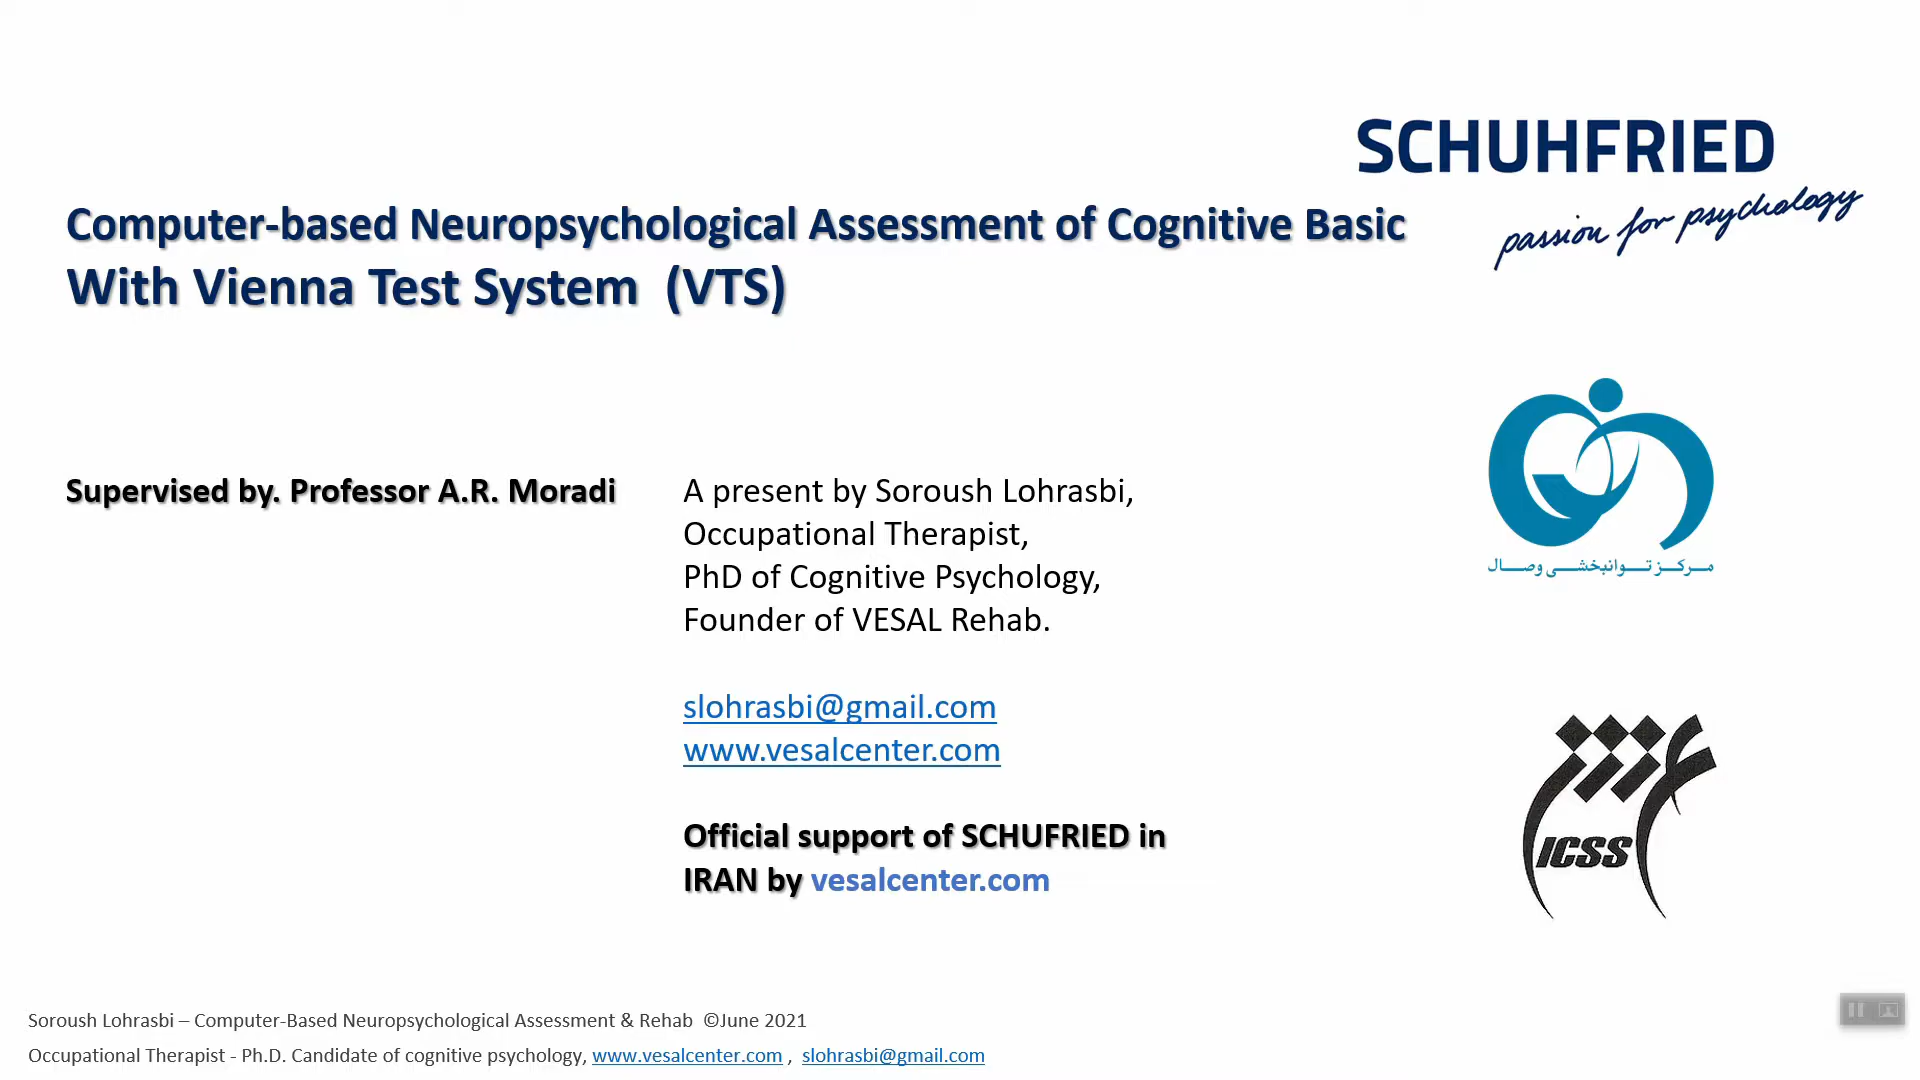 SCHUHFRIED
passion for psychology
Computer-based Neuropsychological Assessment of Cognitive Basic
With Vienna Test System (VTS)
Supervised by. Professor A.R. Moradi
A present by Soroush Lohrasbi,
Occupational Therapist,
PhD of Cognitive Psychology,
Founder of VESAL Rehab.
slohrasbi@gmail.com
www.vesalcenter.com
Official support of SCHUFRIED in
IRAN by vesalcenter.com
مرکز توانبخشی وصال
ICSS
Soroush Lohrasbi – Computer-Based Neuropsychological Assessment & Rehab ©June 2021
Occupational Therapist - Ph.D. Candidate of cognitive psychology, www.vesalcenter.com , slohrasbi@gmail.com